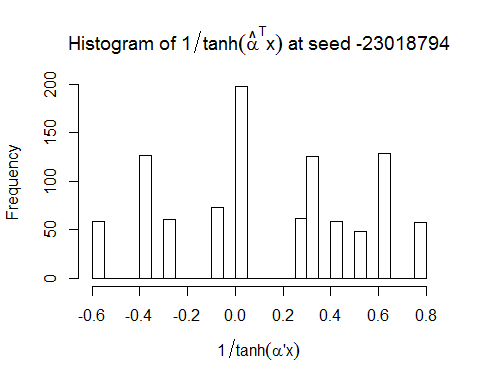 Histogram of 1/tanh(α̂ᵀx) at seed -23018794
Frequency
200
150
100
50
0
-0.6 -0.4 -0.2 0.0 0.2 0.4 0.6 0.8
1/tanh(α'x)